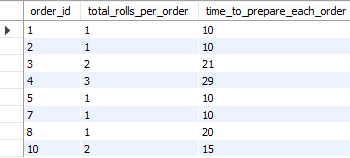 order_id total_rolls_per_order time_to_prepare_each_order
1 1 10
2 1 10
3 2 21
4 3 29
5 1 10
7 1 10
8 1 20
10 2 15